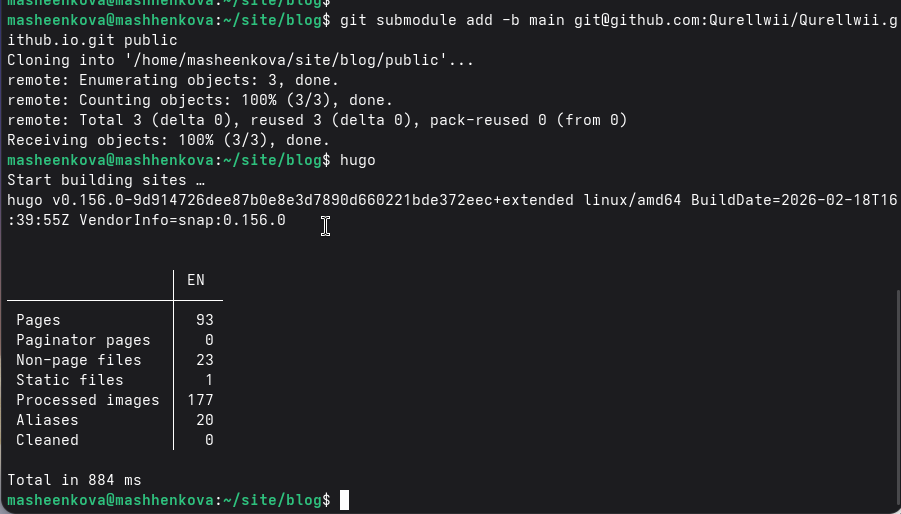 masheenkova@mashhenkova:~/site/blog$
masheenkova@mashhenkova:~/site/blog$ git submodule add -b main git@github.com:Qurellwii/Qurellwii.g
ithub.io.git public
Cloning into '/home/masheenkova/site/blog/public'...
remote: Enumerating objects: 3, done.
remote: Counting objects: 100% (3/3), done.
remote: Total 3 (delta 0), reused 3 (delta 0), pack-reused 0 (from 0)
Receiving objects: 100% (3/3), done.
masheenkova@mashhenkova:~/site/blog$ hugo
Start building sites …
hugo v0.156.0-9d914726dee87b0e8e3d7890d660221bde372eec+extended linux/amd64 BuildDate=2026-02-18T16
:39:55Z VendorInfo=snap:0.156.0
EN
Pages 93
Paginator pages 0
Non-page files 23
Static files 1
Processed images 177
Aliases 20
Cleaned 0
Total in 884 ms
masheenkova@mashhenkova:~/site/blog$